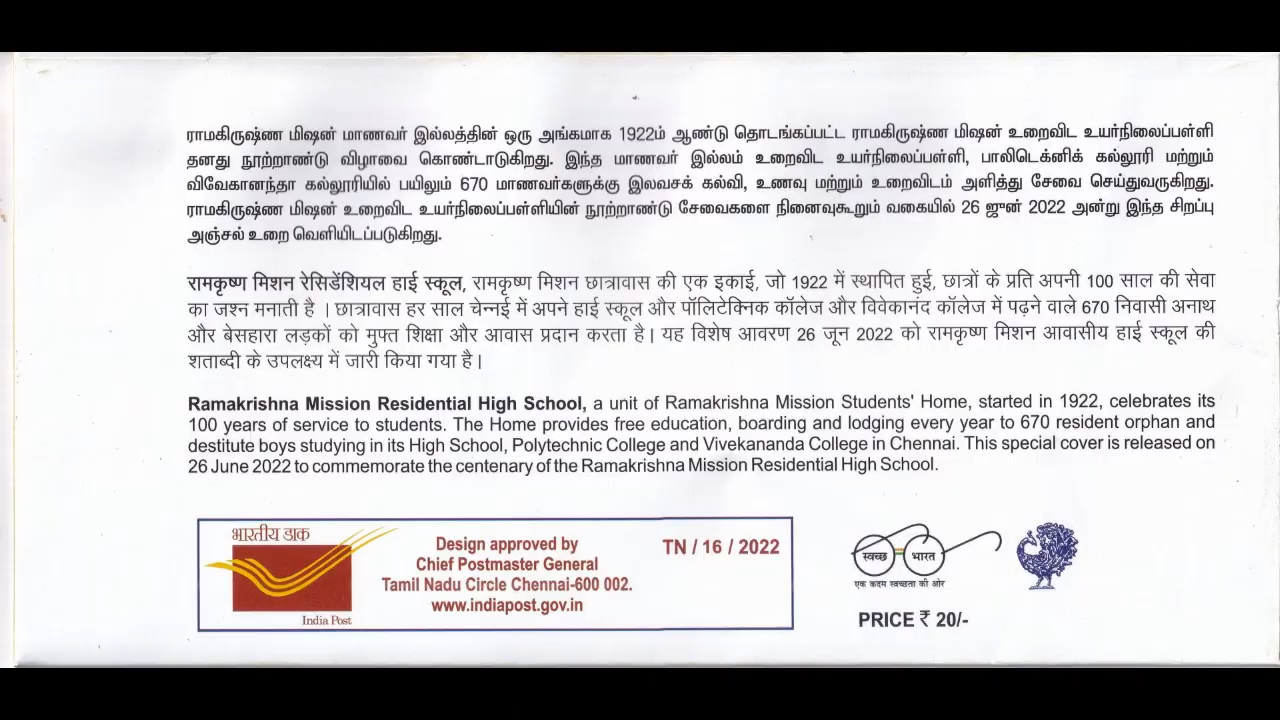 ராமகிருஷ்ண மிஷன் மாணவர் இல்லத்தின் ஒரு அங்கமாக 1922ம் ஆண்டு தொடங்கப்பட்ட ராமகிருஷ்ண மிஷன் உறைவிட உயர்நிலைப்பள்ளி
தனது நூற்றாண்டு விழாவை கொண்டாடுகிறது. இந்த மாணவர் இல்லம் உறைவிட உயர்நிலைப்பள்ளி, பாலிடெக்னிக் கல்லூரி மற்றும்
விவேகானந்தா கல்லூரியில் பயிலும் 670 மாணவர்களுக்கு இலவசக் கல்வி, உணவு மற்றும் உறைவிடம் அளித்து சேவை செய்துவருகிறது.
ராமகிருஷ்ண மிஷன் உறைவிட உயர்நிலைப்பள்ளியின் நூற்றாண்டு சேவைகளை நினைவுகூறும் வகையில் 26 ஜுன் 2022 அன்று இந்த சிறப்பு
அஞ்சல் உறை வெளியிடப்படுகிறது.
रामकृष्ण मिशन रेसिडेंशियल हाई स्कूल, रामकृष्ण मिशन छात्रावास की एक इकाई, जो 1922 में स्थापित हुई, छात्रों के प्रति अपनी 100 साल की सेवा
का जश्न मनाती है । छात्रावास हर साल चेन्नई में अपने हाई स्कूल और पॉलिटेक्निक कॉलेज और विवेकानंद कॉलेज में पढ़ने वाले 670 निवासी अनाथ
और बेसहारा लड़कों को मुफ्त शिक्षा और आवास प्रदान करता है। यह विशेष आवरण 26 जून 2022 को रामकृष्ण मिशन आवासीय हाई स्कूल की
शताब्दी के उपलक्ष्य में जारी किया गया है।
Ramakrishna Mission Residential High School, a unit of Ramakrishna Mission Students' Home, started in 1922, celebrates its
100 years of service to students. The Home provides free education, boarding and lodging every year to 670 resident orphan and
destitute boys studying in its High School, Polytechnic College and Vivekananda College in Chennai. This special cover is released on
26 June 2022 to commemorate the centenary of the Ramakrishna Mission Residential High School.
भारतीय डाक
India Post
Design approved by
Chief Postmaster General
Tamil Nadu Circle Chennai-600 002.
www.indiapost.gov.in
TN / 16 / 2022
स्वच्छ भारत
एक कदम स्वच्छता की ओर
PRICE ₹ 20/-